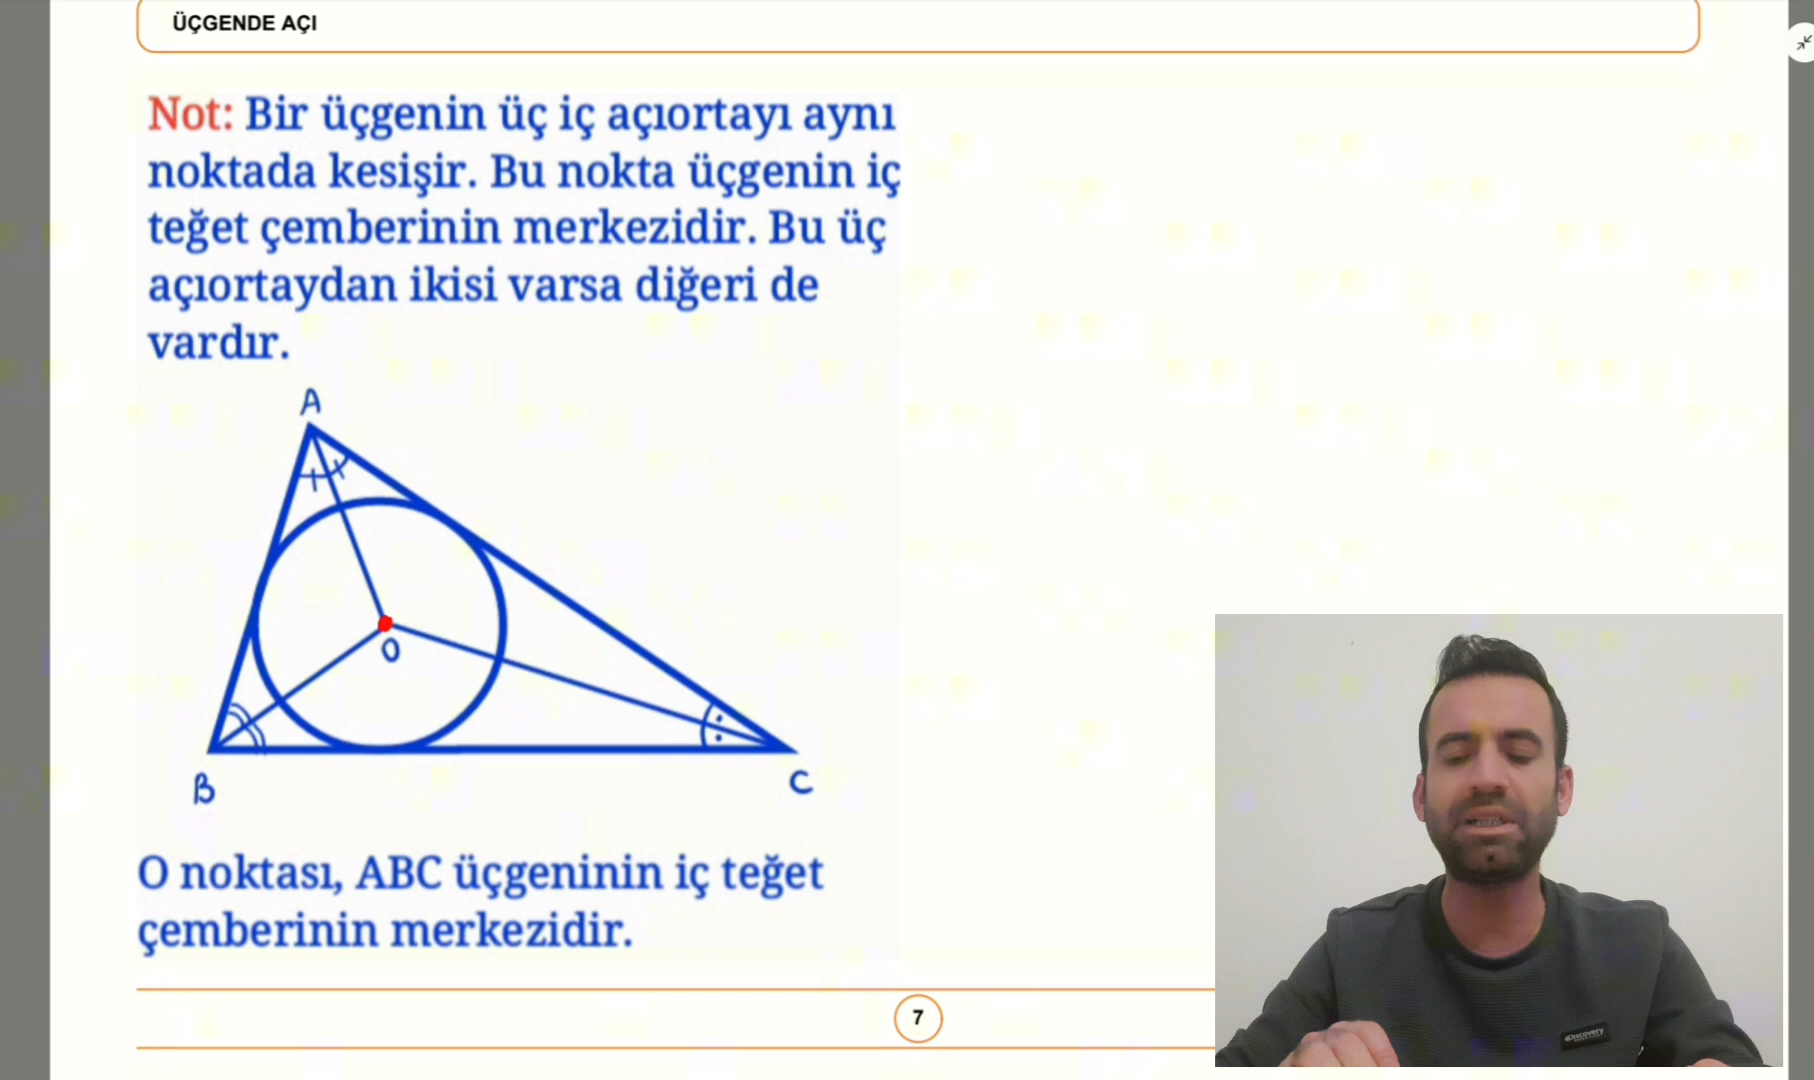 ÜÇGENDE AÇI
Not: Bir üçgenin üç iç açıortayı aynı
noktada kesişir. Bu nokta üçgenin iç
teğet çemberinin merkezidir. Bu üç
açıortaydan ikisi varsa diğeri de
vardır.
A
O
B
C
O noktası, ABC üçgeninin iç teğet
çemberinin merkezidir.
7
Discovery